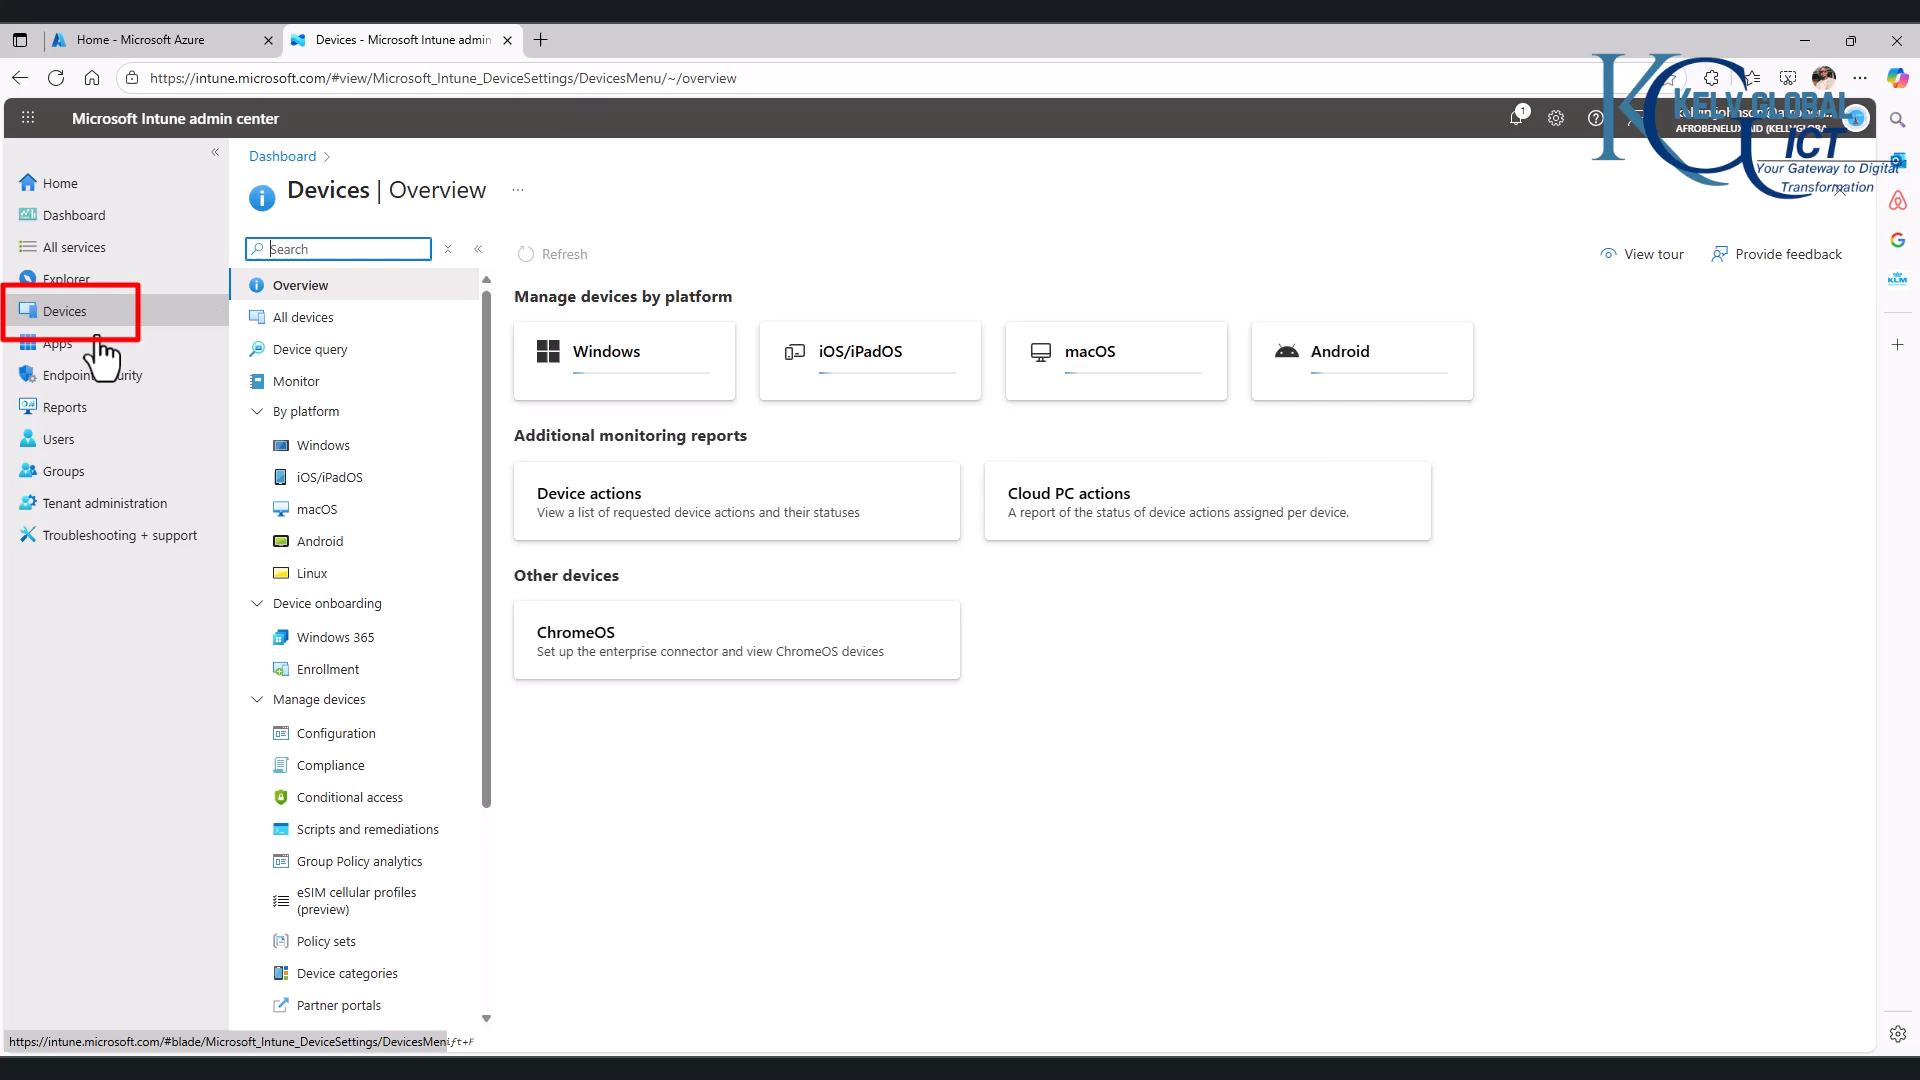 Home - Microsoft Azure
Devices - Microsoft Intune admin
https://intune.microsoft.com/#view/Microsoft_Intune_DeviceSettings/DevicesMenu/~/overview
Microsoft Intune admin center
1
KELV GLOBAL
ICT
Your Gateway to Digital
Transformation
Dashboard
Devices | Overview
Home
Dashboard
All services
Explorer
Devices
Apps
Endpoint
Reports
Users
Groups
Tenant administration
Troubleshooting + support
Search
Overview
All devices
Device query
Monitor
By platform
Windows
iOS/iPadOS
macOS
Android
Linux
Device onboarding
Windows 365
Enrollment
Manage devices
Configuration
Compliance
Conditional access
Scripts and remediations
Group Policy analytics
eSIM cellular profiles
(preview)
Policy sets
Device categories
Partner portals
Refresh
View tour
Provide feedback
Manage devices by platform
Windows
iOS/iPadOS
macOS
Android
Additional monitoring reports
Device actions
View a list of requested device actions and their statuses
Cloud PC actions
A report of the status of device actions assigned per device.
Other devices
ChromeOS
Set up the enterprise connector and view ChromeOS devices
KLM
https://intune.microsoft.com/#blade/Microsoft_Intune_DeviceSettings/DevicesMen